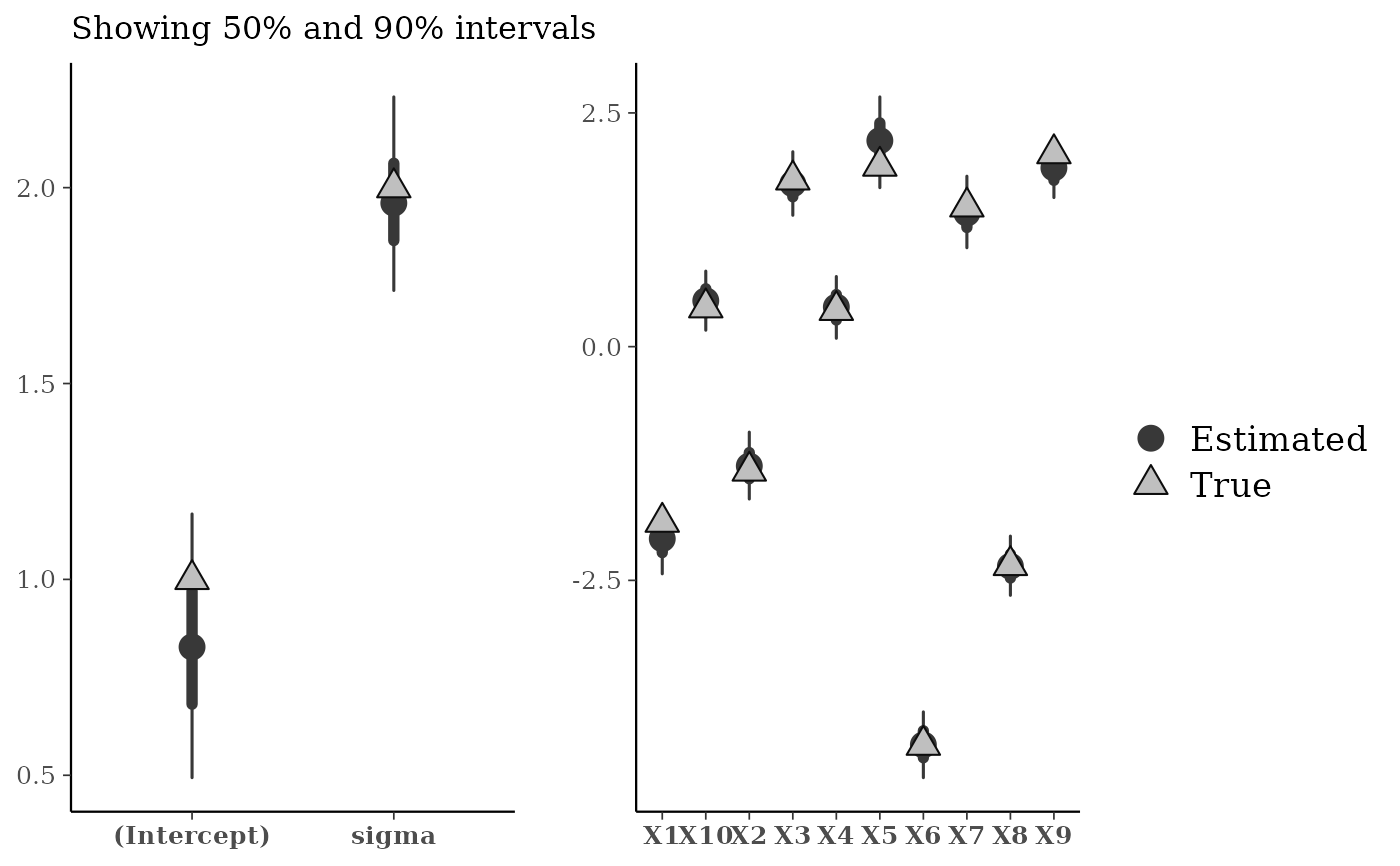 Showing 50% and 90% intervals
2.0
1.5
1.0
0.5
(Intercept) sigma
2.5
0.0
-2.5
X1 X10 X2 X3 X4 X5 X6 X7 X8 X9
Estimated
True